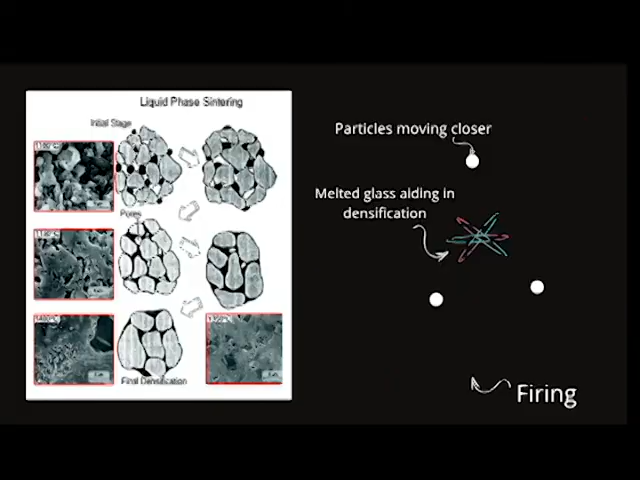 Liquid Phase Sintering
Initial Stage
Pores
Final Densification
Particles moving closer
Melted glass aiding in
densification
Firing